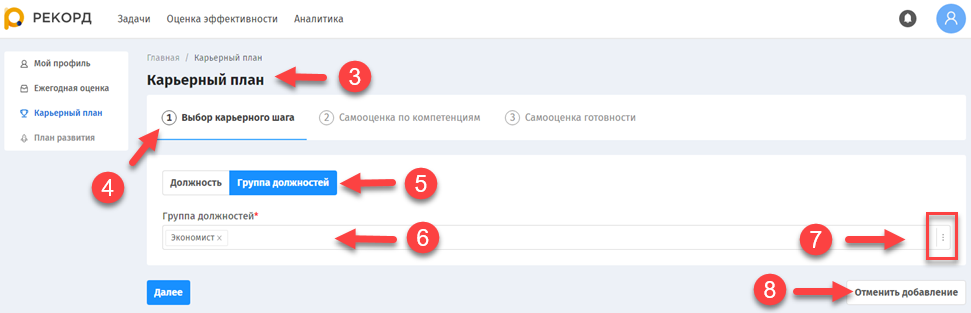 РЕКОРД Задачи Оценка эффективности Аналитика
Мой профиль
Ежегодная оценка
Карьерный план
План развития
Главная / Карьерный план
Карьерный план 3
1 Выбор карьерного шага 2 Самооценка по компетенциям 3 Самооценка готовности
4
Должность Группа должностей 5
Группа должностей*
Экономист × 6 7
Далее 8 Отменить добавление